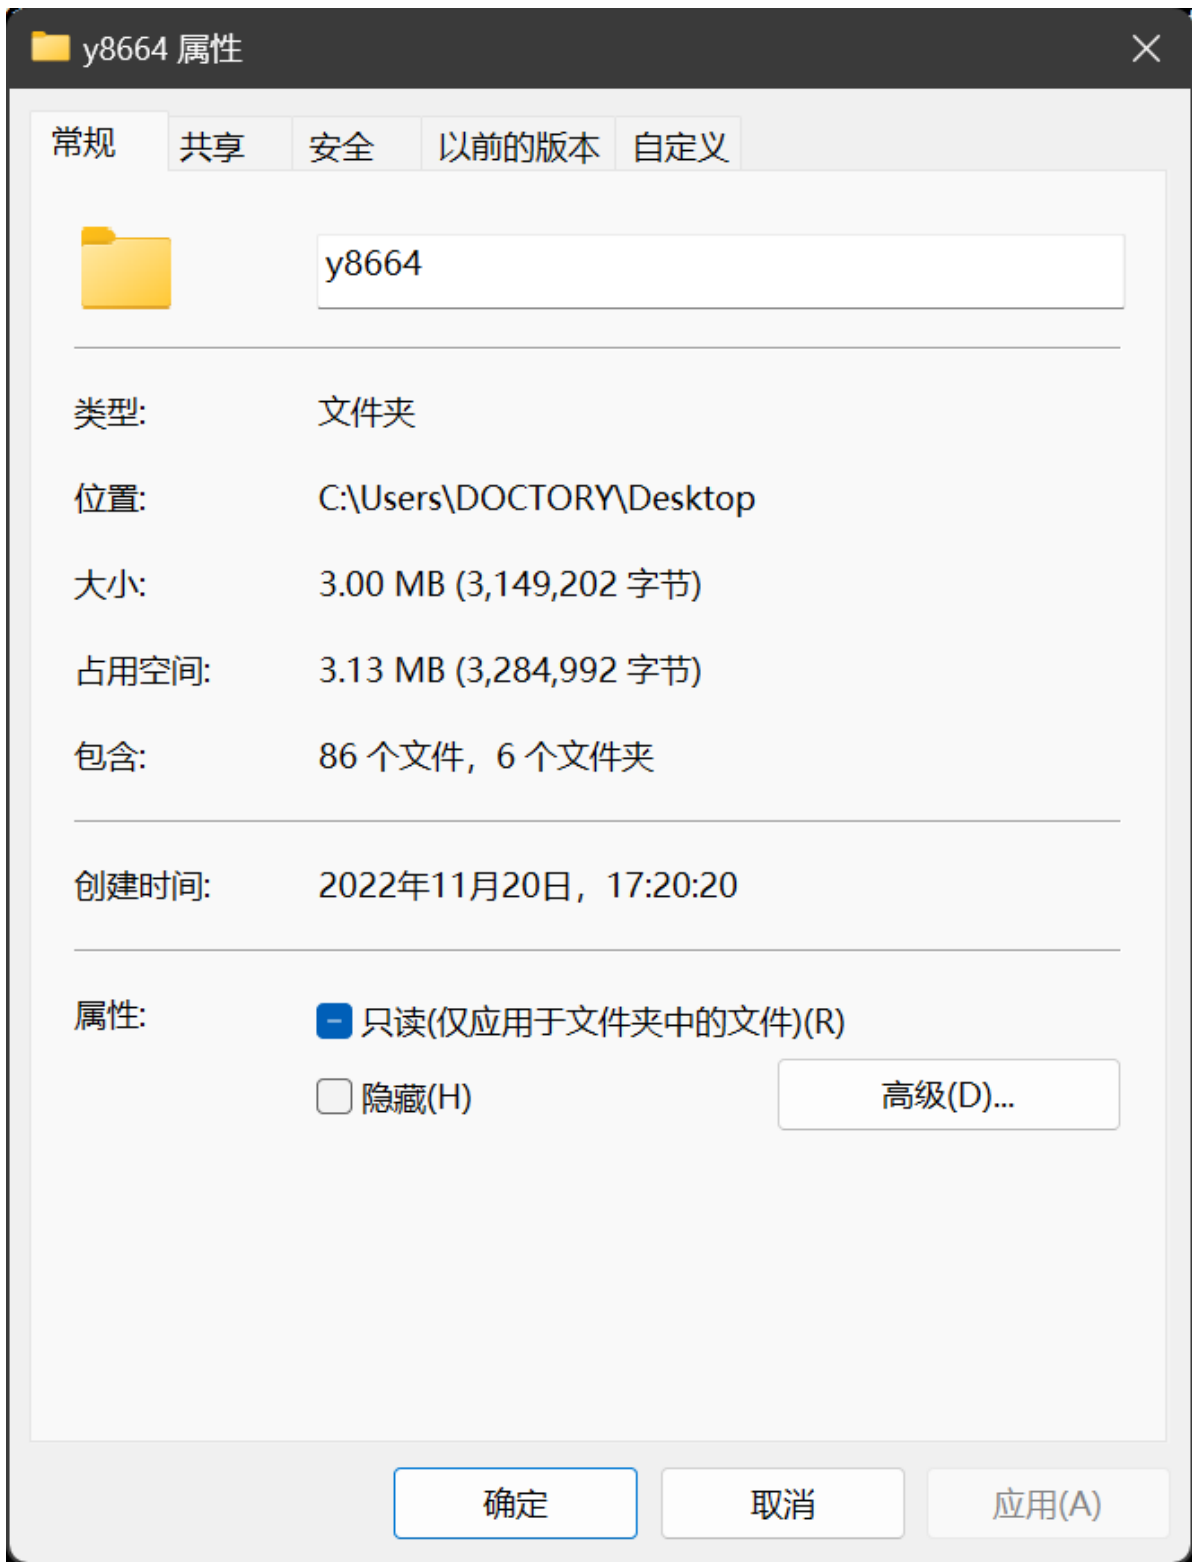 y8664 属性
常规 共享 安全 以前的版本 自定义
y8664
类型: 文件夹
位置: C:\Users\DOCTORY\Desktop
大小: 3.00 MB (3,149,202 字节)
占用空间: 3.13 MB (3,284,992 字节)
包含: 86 个文件，6 个文件夹
创建时间: 2022年11月20日，17:20:20
属性: 只读(仅应用于文件夹中的文件)(R)
隐藏(H) 高级(D)...
确定 取消 应用(A)